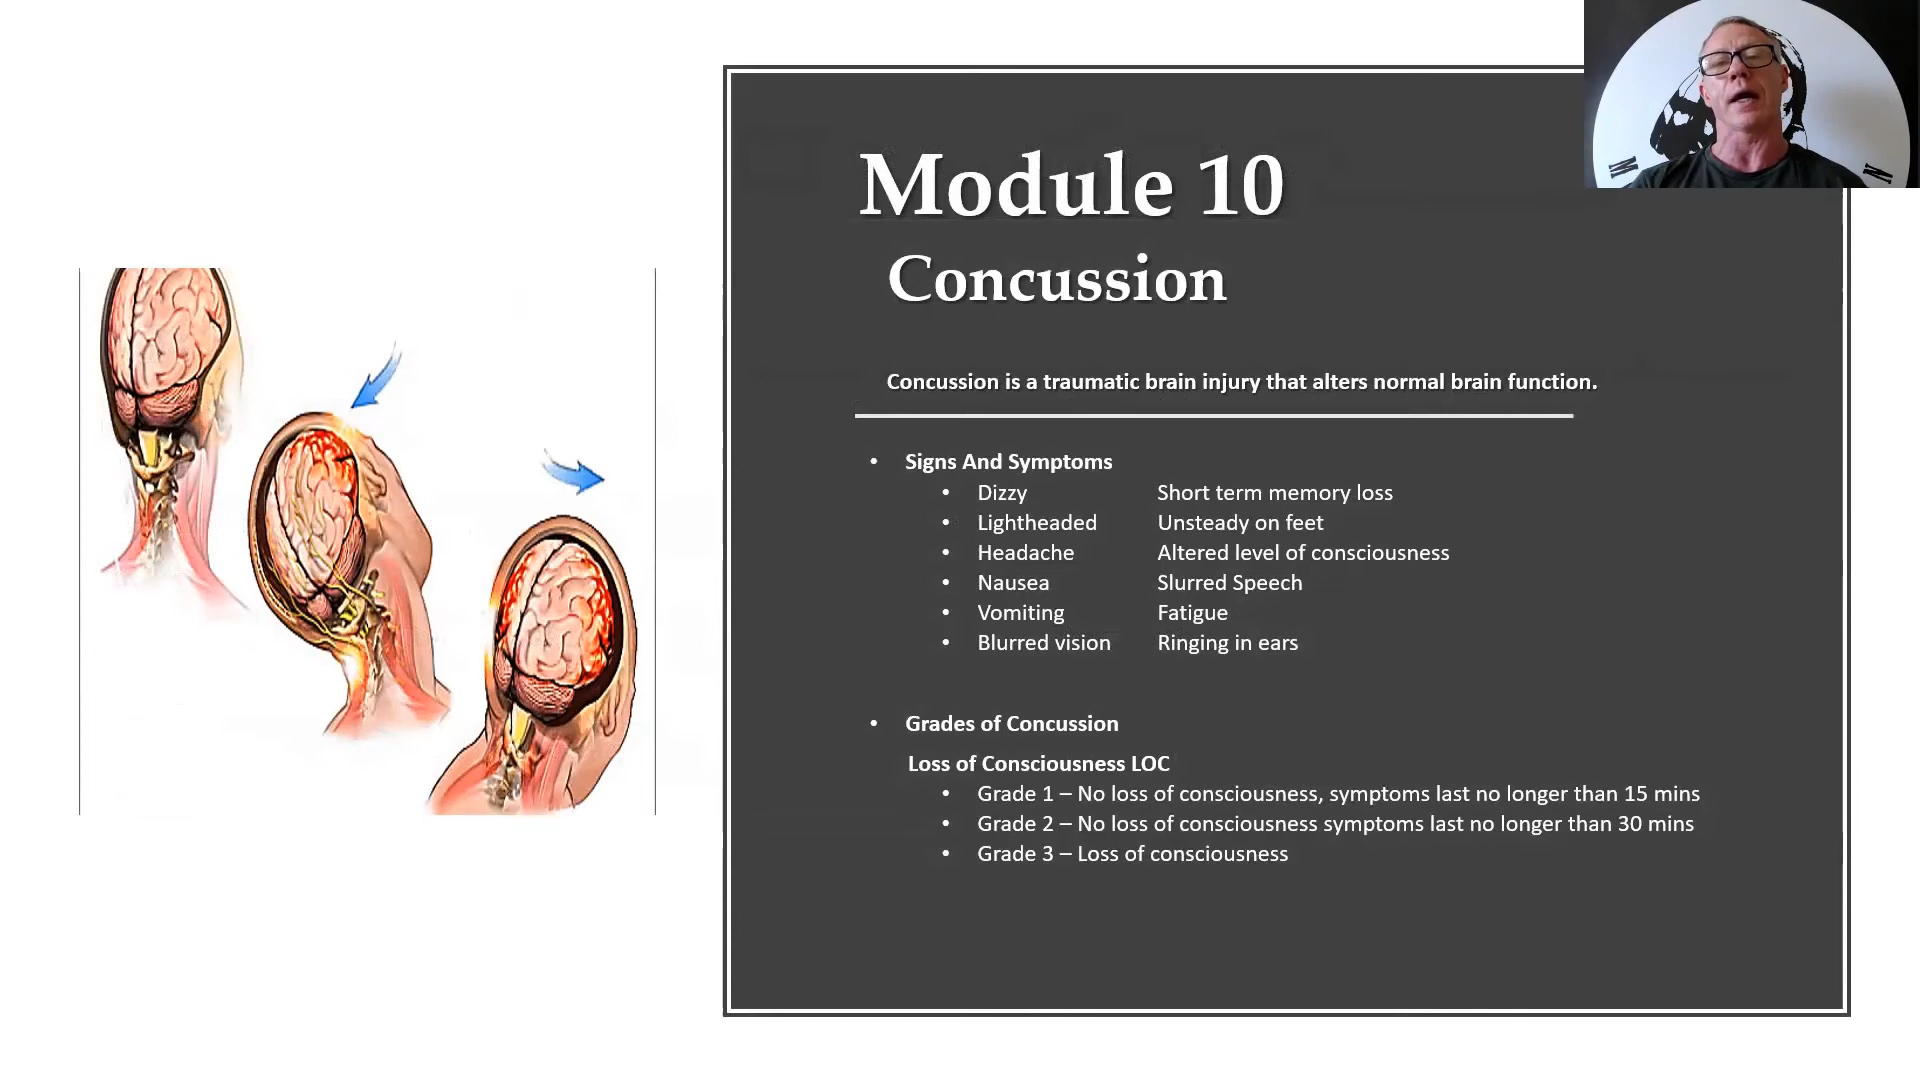 Module 10
Concussion
Concussion is a traumatic brain injury that alters normal brain function.
• Signs And Symptoms
• Dizzy Short term memory loss
• Lightheaded Unsteady on feet
• Headache Altered level of consciousness
• Nausea Slurred Speech
• Vomiting Fatigue
• Blurred vision Ringing in ears
• Grades of Concussion
Loss of Consciousness LOC
• Grade 1 – No loss of consciousness, symptoms last no longer than 15 mins
• Grade 2 – No loss of consciousness symptoms last no longer than 30 mins
• Grade 3 – Loss of consciousness